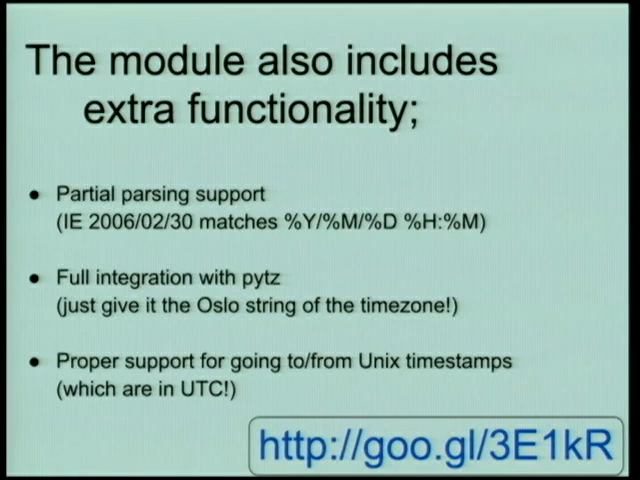 The module also includes
extra functionality;
● Partial parsing support
(IE 2006/02/30 matches %Y/%M/%D %H:%M)
● Full integration with pytz
(just give it the Oslo string of the timezone!)
● Proper support for going to/from Unix timestamps
(which are in UTC!)
http://goo.gl/3E1kR